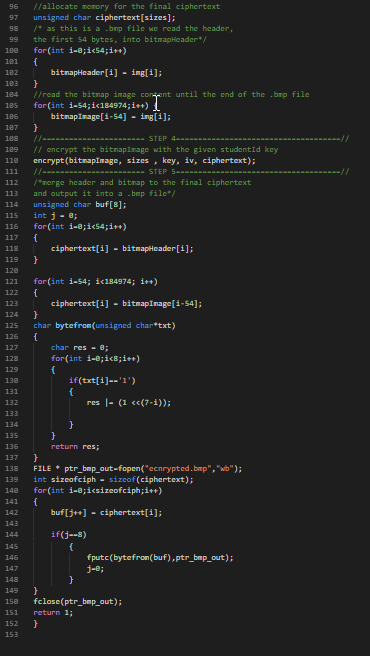 96 //allocate memory for the final ciphertext
97 unsigned char ciphertext[sizes];
98 /* as this is a .bmp file we read the header,
99 the first 54 bytes, into bitmapHeader*/
100 for(int i=0;i<54;i++)
101 {
102 bitmapHeader[i] = img[i];
103 }
104 //read the bitmap image content until the end of the .bmp file
105 for(int i=54;i<184974;i++) {
106 bitmapImage[i-54] = img[i];
107 }
108 //======================= STEP 4=====================================//
109 // encrypt the bitmapImage with the given studentId key
110 encrypt(bitmapImage, sizes , key, iv, ciphertext);
111 //======================= STEP 5=====================================//
112 /*merge header and bitmap to the final ciphertext
113 and output it into a .bmp file*/
114 unsigned char buf[8];
115 int j = 0;
116 for(int i=0;i<54;i++)
117 {
118 ciphertext[i] = bitmapHeader[i];
119 }
120
121 for(int i=54; i<184974; i++)
122 {
123 ciphertext[i] = bitmapImage[i-54];
124 }
125 char bytefrom(unsigned char*txt)
126 {
127 char res = 0;
128 for(int i=0;i<8;i++)
129 {
130 if(txt[i]=='1')
131 {
132 res |= (1 <<(7-i));
133
134 }
135 }
136 return res;
137 }
138 FILE * ptr_bmp_out=fopen("ecnrypted.bmp","wb");
139 int sizeofciph = sizeof(ciphertext);
140 for(int i=0;i<sizeofciph;i++)
141 {
142 buf[j++] = ciphertext[i];
143
144 if(j==8)
145 {
146 fputc(bytefrom(buf),ptr_bmp_out);
147 j=0;
148 }
149 }
150 fclose(ptr_bmp_out);
151 return 1;
152 }
153